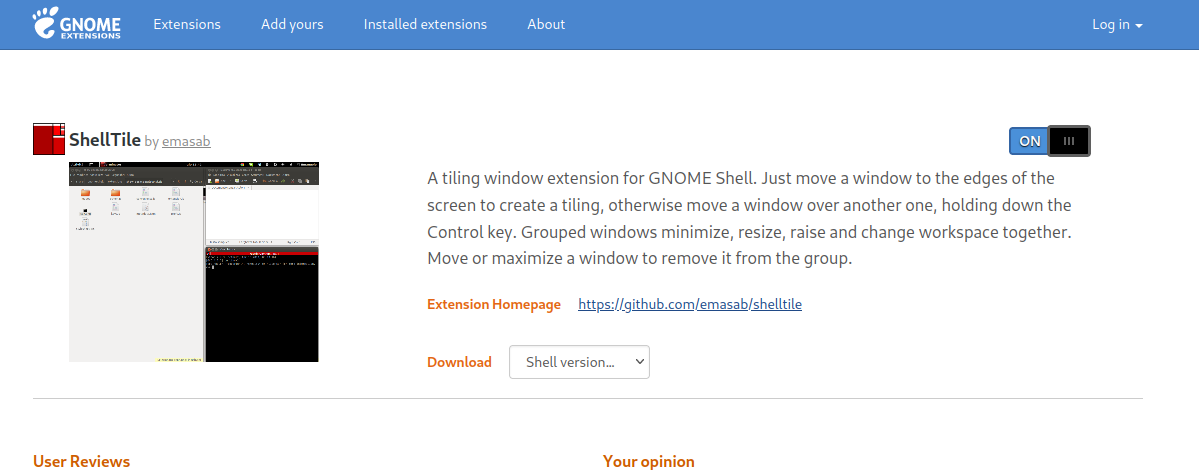 GNOME
EXTENSIONS
Extensions
Add yours
Installed extensions
About
Log in
ShellTile by emasab
ON
A tiling window extension for GNOME Shell. Just move a window to the edges of the
screen to create a tiling, otherwise move a window over another one, holding down the
Control key. Grouped windows minimize, resize, raise and change workspace together.
Move or maximize a window to remove it from the group.
Extension Homepage https://github.com/emasab/shelltile
Download Shell version...
User Reviews
Your opinion